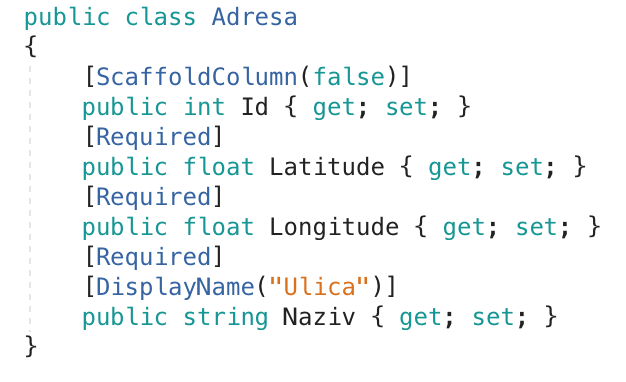 public class Adresa
{
    [ScaffoldColumn(false)]
    public int Id { get; set; }
    [Required]
    public float Latitude { get; set; }
    [Required]
    public float Longitude { get; set; }
    [Required]
    [DisplayName("Ulica")]
    public string Naziv { get; set; }
}